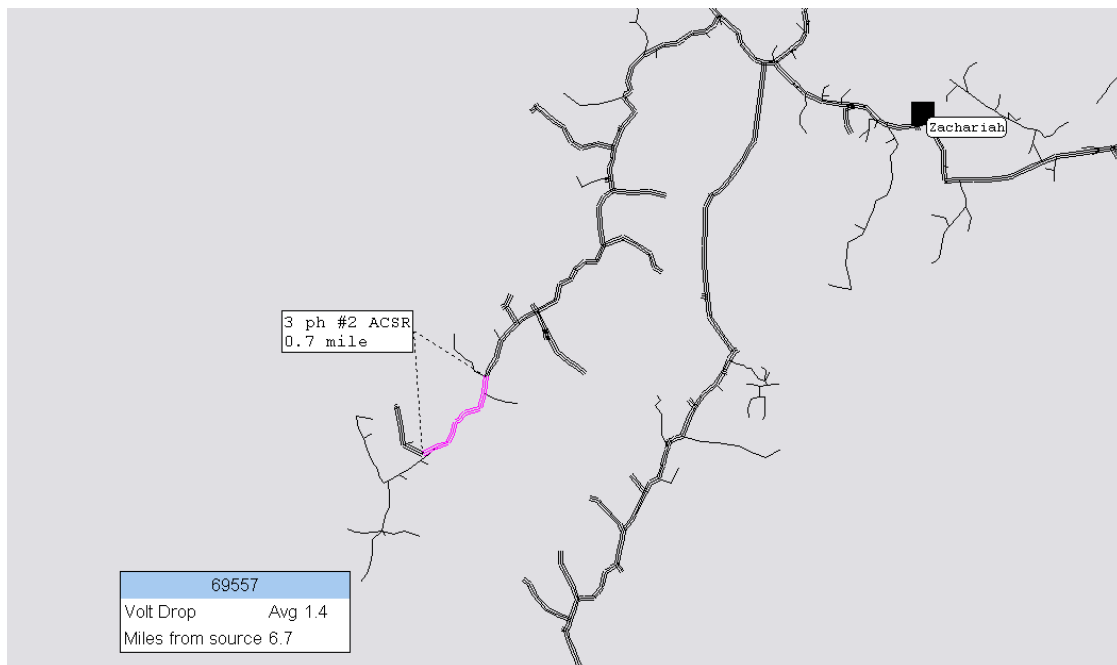 Zachariah
3 ph #2 ACSR
0.7 mile
69557
Volt Drop Avg 1.4
Miles from source 6.7